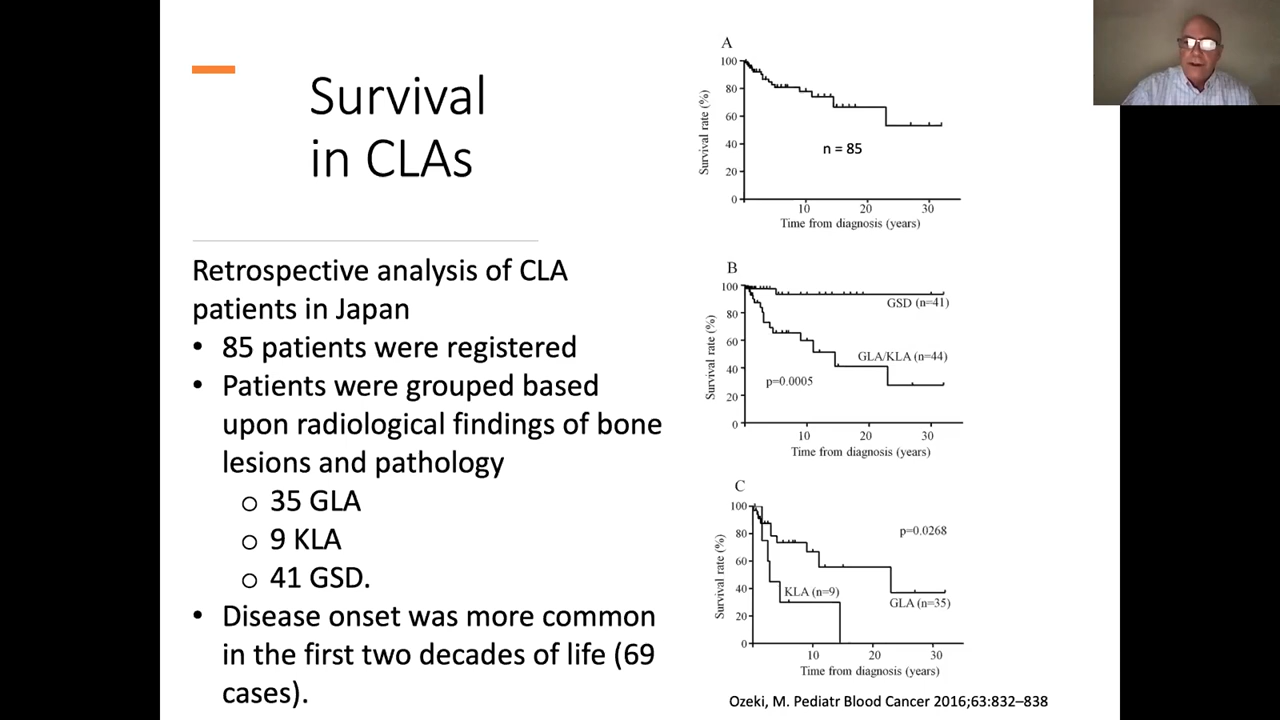 Survival
in CLAs
Retrospective analysis of CLA
patients in Japan
• 85 patients were registered
• Patients were grouped based
upon radiological findings of bone
lesions and pathology
o 35 GLA
o 9 KLA
o 41 GSD.
• Disease onset was more common
in the first two decades of life (69
cases).
A
100
80
60
40
20
0
Survival rate (%)
n = 85
10 20 30
Time from diagnosis (years)
B
100
80
60
40
20
0
Survival rate (%)
GSD (n=41)
GLA/KLA (n=44)
p=0.0005
10 20 30
Time from diagnosis (years)
C
100
80
60
40
20
0
Survival rate (%)
p=0.0268
KLA (n=9)
GLA (n=35)
10 20 30
Time from diagnosis (years)
Ozeki, M. Pediatr Blood Cancer 2016;63:832–838